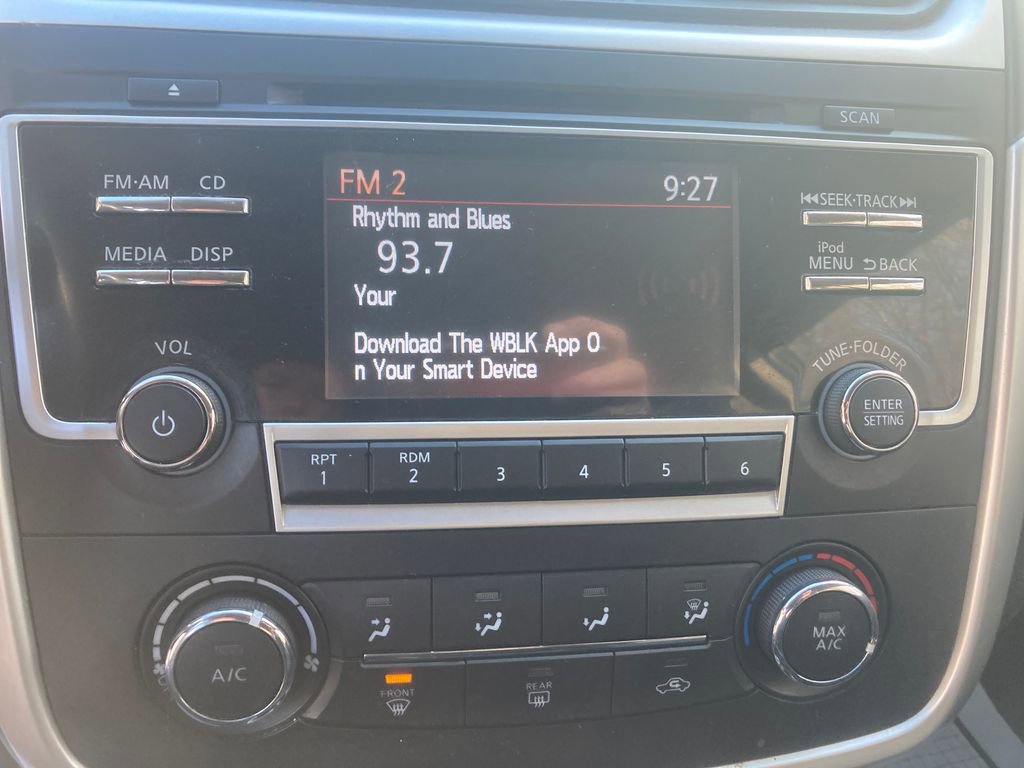 SCAN
FM·AM CD
SEEK·TRACK
MEDIA DISP
iPod
MENU BACK
FM 2 9:27
Rhythm and Blues
93.7
Your
Download The WBLK App O
n Your Smart Device
VOL
TUNE·FOLDER
ENTER
SETTING
RPT
1
RDM
2
3
4
5
6
A/C
MAX
A/C
FRONT
REAR